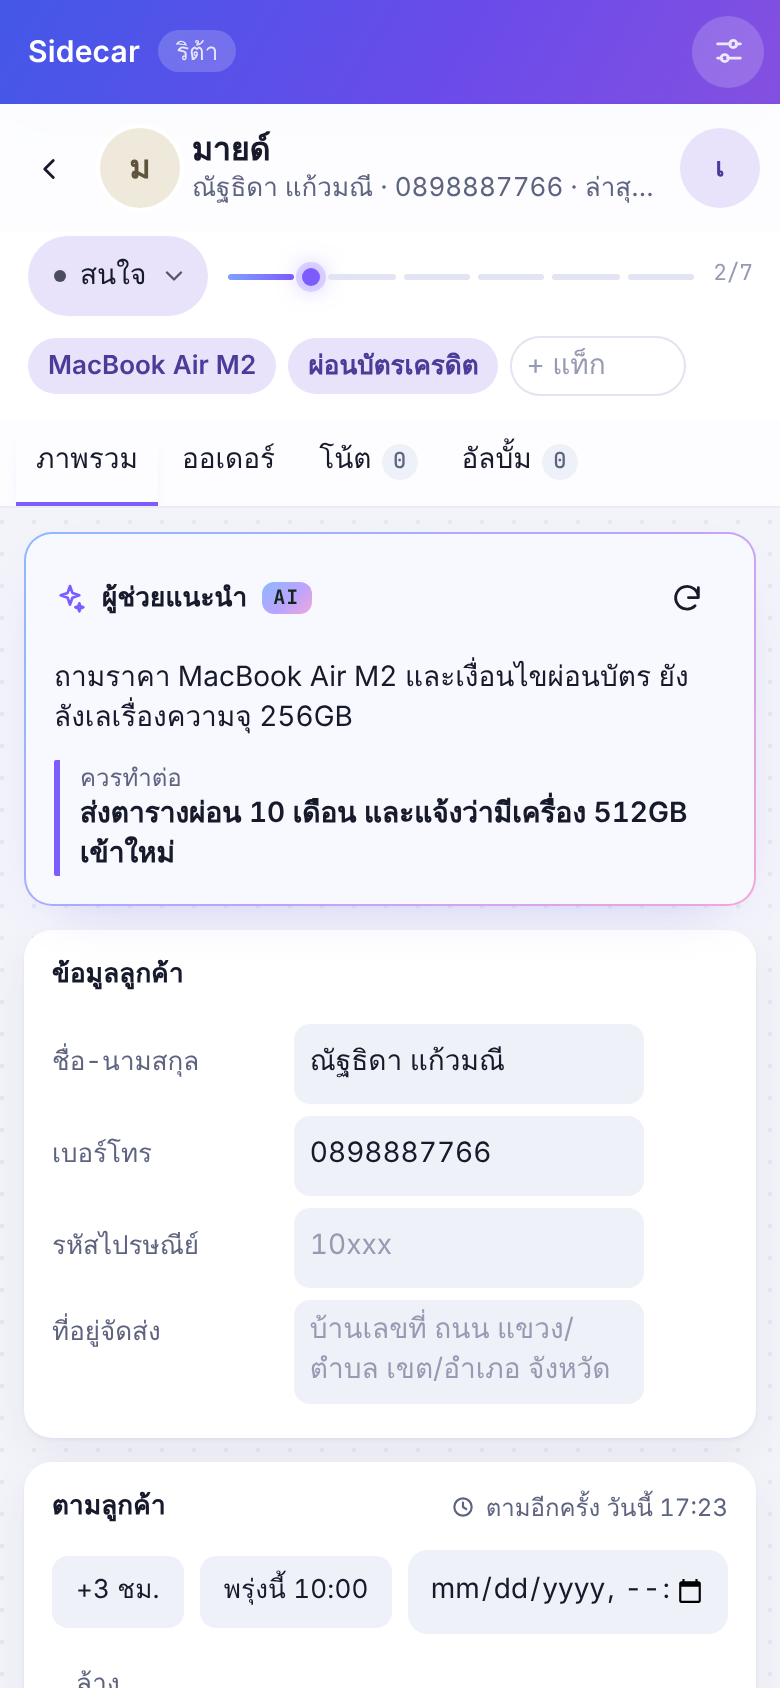 Sidecar ริต้า
ม
มายด์
ณัฐธิดา แก้วมณี · 0898887766 · ล่าสุ...
เ
สนใจ
2/7
MacBook Air M2
ผ่อนบัตรเครดิต
+ แท็ก
ภาพรวม
ออเดอร์
โน้ต 0
อัลบั้ม 0
ผู้ช่วยแนะนำ AI
ถามราคา MacBook Air M2 และเงื่อนไขผ่อนบัตร ยัง
ลังเลเรื่องความจุ 256GB
ควรทำต่อ
ส่งตารางผ่อน 10 เดือน และแจ้งว่ามีเครื่อง 512GB
เข้าใหม่
ข้อมูลลูกค้า
ชื่อ-นามสกุล
ณัฐธิดา แก้วมณี
เบอร์โทร
0898887766
รหัสไปรษณีย์
10xxx
ที่อยู่จัดส่ง
บ้านเลขที่ ถนน แขวง/
ตำบล เขต/อำเภอ จังหวัด
ตามลูกค้า
ตามอีกครั้ง วันนี้ 17:23
+3 ชม.
พรุ่งนี้ 10:00
mm/dd/yyyy, --:
ล้าง